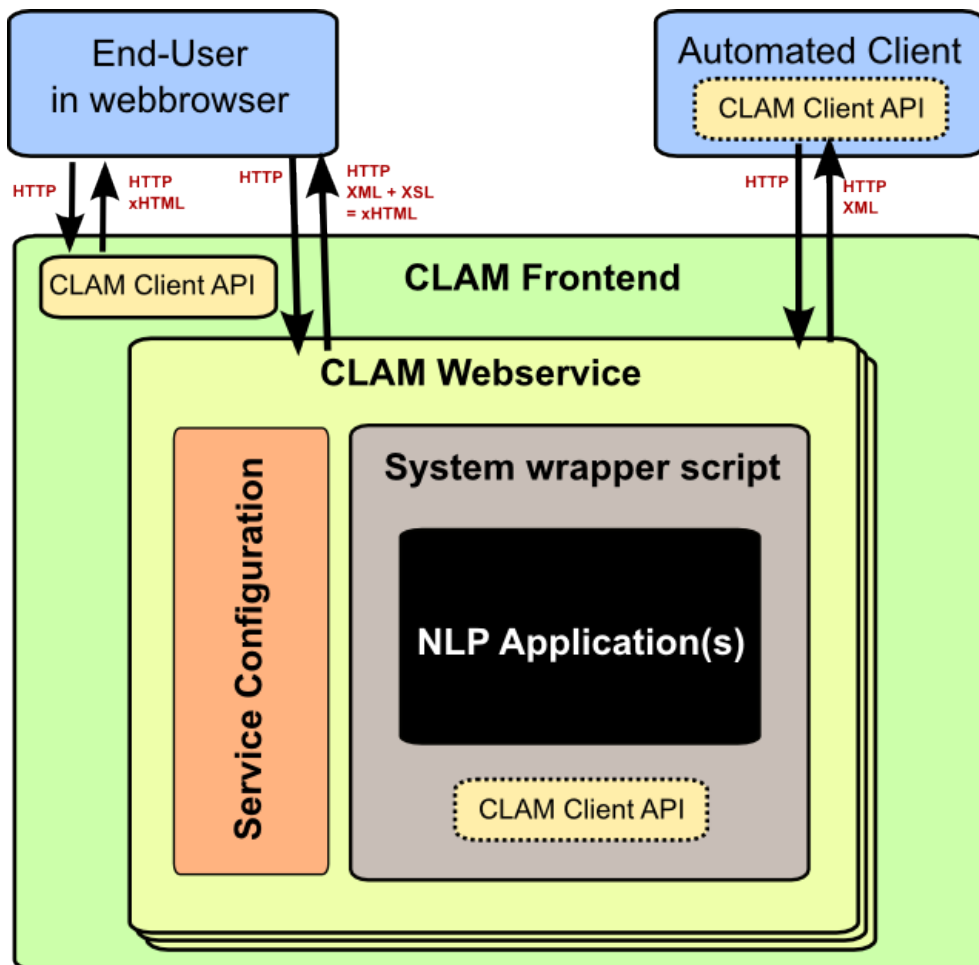 End-User
in webbrowser
Automated Client
CLAM Client API
HTTP
HTTP
xHTML
HTTP
HTTP
XML + XSL
= xHTML
HTTP
HTTP
XML
CLAM Client API
CLAM Frontend
CLAM Webservice
Service Configuration
System wrapper script
NLP Application(s)
CLAM Client API